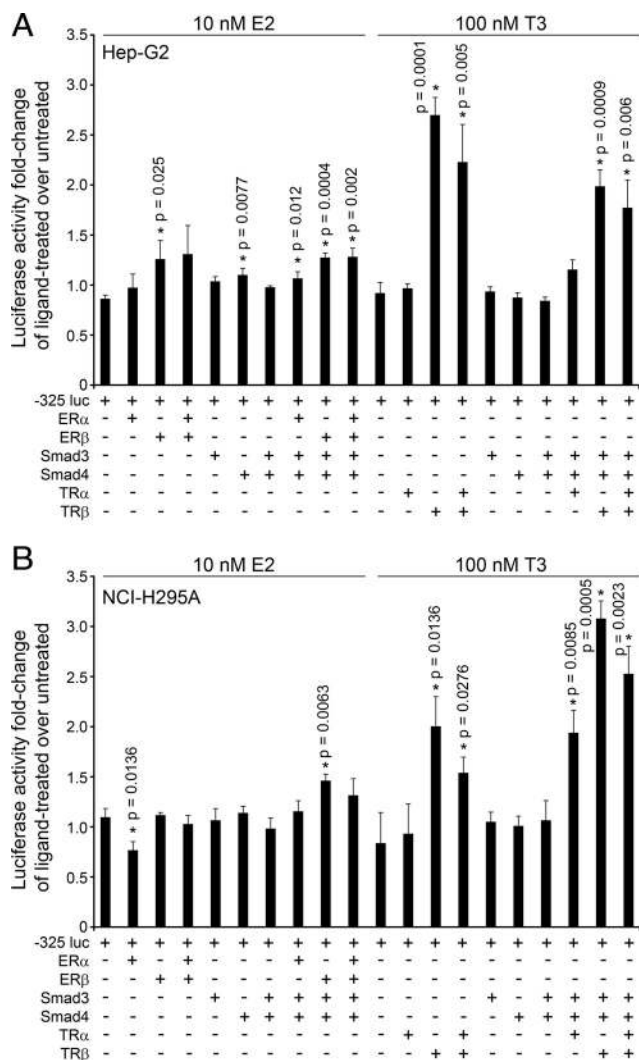 A
10 nM E2 100 nM T3
Hep-G2
Luciferase activity fold-change
of ligand-treated over untreated
3.5
3.0
2.5
2.0
1.5
1.0
0.5
0
* p = 0.025
* p = 0.0077
* p = 0.012
* p = 0.0004
* p = 0.002
p = 0.0001
*
* p = 0.005
* p = 0.0009
* p = 0.006
-325 luc + + + + + + + + + + + + + + + + + + + +
ERα - + - + - - - + - + - - - - - - - - - -
ERβ - - + + - - - - + + - - - - - - - - - -
Smad3 - - - - + - + + + + - - - - + - + + + +
Smad4 - - - - - + + + + + - - - - - + + + + +
TRα - - - - - - - - - - - + - + - - - + - +
TRβ - - - - - - - - - - - - + + - - - - + +
B
10 nM E2 100 nM T3
NCI-H295A
Luciferase activity fold-change
of ligand-treated over untreated
3.5
3.0
2.5
2.0
1.5
1.0
0.5
0
* p = 0.0136
* p = 0.0063
* p = 0.0136
* p = 0.0276
* p = 0.0085
p = 0.0005
*
p = 0.0023
*
-325 luc + + + + + + + + + + + + + + + + + + + +
ERα - + - + - - - + - + - - - - - - - - - -
ERβ - - + + - - - - + + - - - - - - - - - -
Smad3 - - - - + - + + + + - - - - + - + + + +
Smad4 - - - - - + + + + + - - - - - + + + + +
TRα - - - - - - - - - - - + - + - - - + - +
TRβ - - - - - - - - - - - - + + - - - - + +